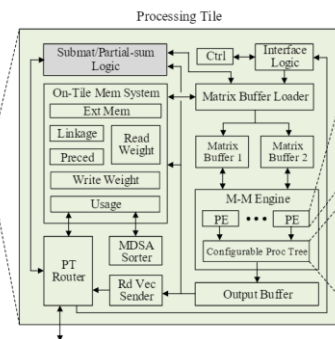 Processing Tile
Submat/Partial-sum
Logic
Ctrl
Interface
Logic
On-Tile Mem System
Ext Mem
Linkage
Preced
Read
Weight
Write Weight
Usage
Matrix Buffer Loader
Matrix
Buffer 1
Matrix
Buffer 2
M-M Engine
PE
PE
Configurable Proc Tree
PT
Router
MDSA
Sorter
Rd Vec
Sender
Output Buffer